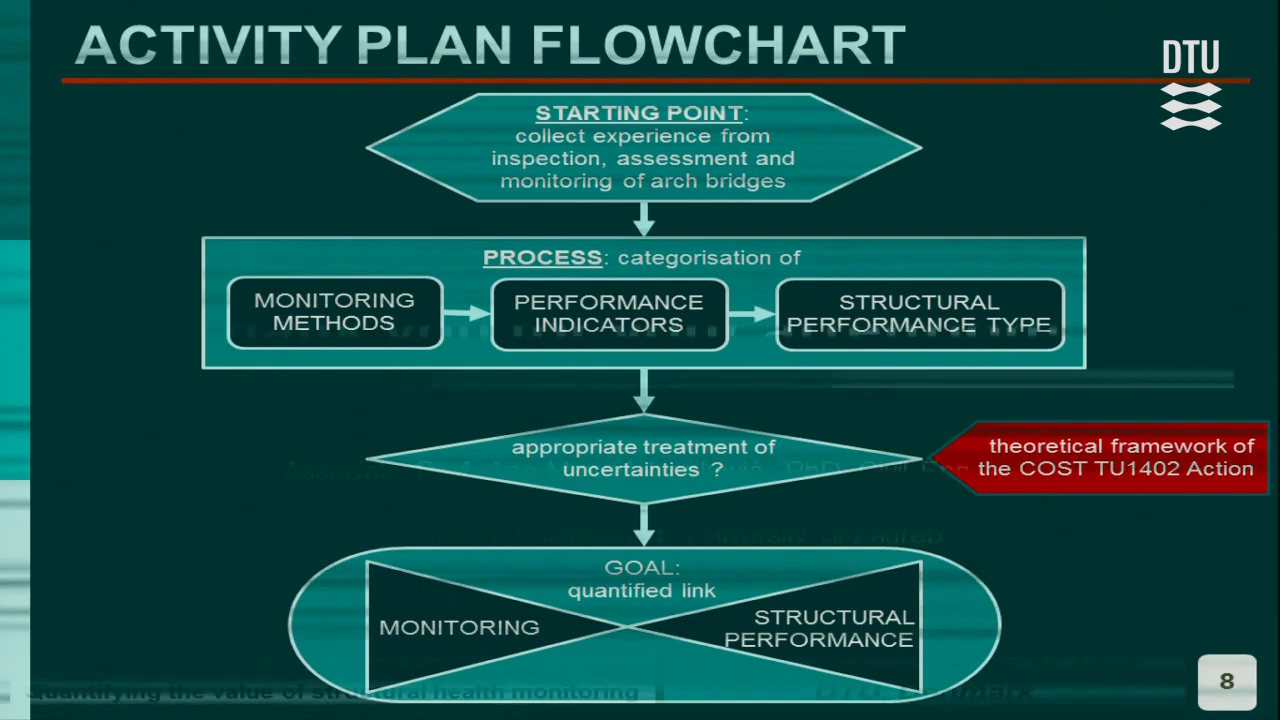 ACTIVITY PLAN FLOWCHART
DTU
STARTING POINT:
collect experience from
inspection, assessment and
monitoring of arch bridges
PROCESS: categorisation of
MONITORING
METHODS
PERFORMANCE
INDICATORS
STRUCTURAL
PERFORMANCE TYPE
appropriate treatment of
uncertainties ?
theoretical framework of
the COST TU1402 Action
GOAL:
quantified link
MONITORING
STRUCTURAL
PERFORMANCE
Quantifying the value of structural health monitoring
DTU, Denmark
8